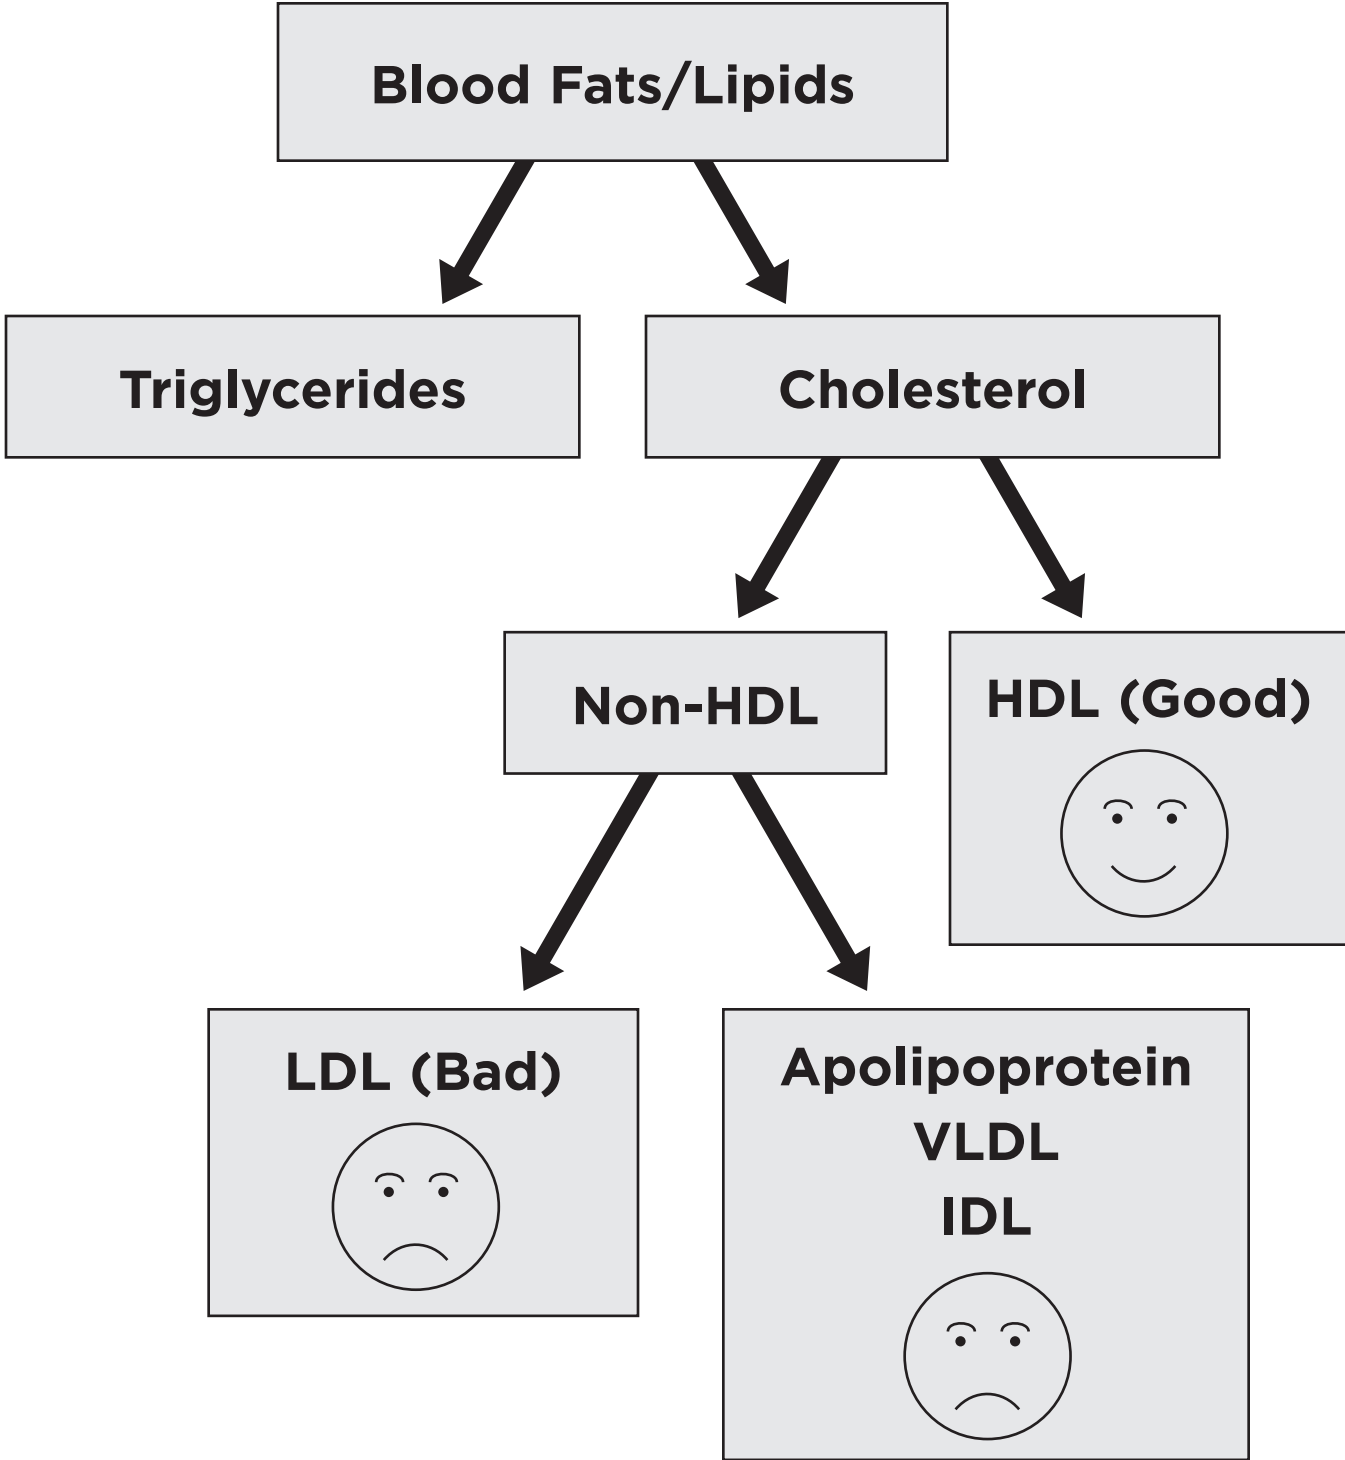 Blood Fats/Lipids
Triglycerides
Cholesterol
Non-HDL
HDL (Good)
LDL (Bad)
Apolipoprotein
VLDL
IDL